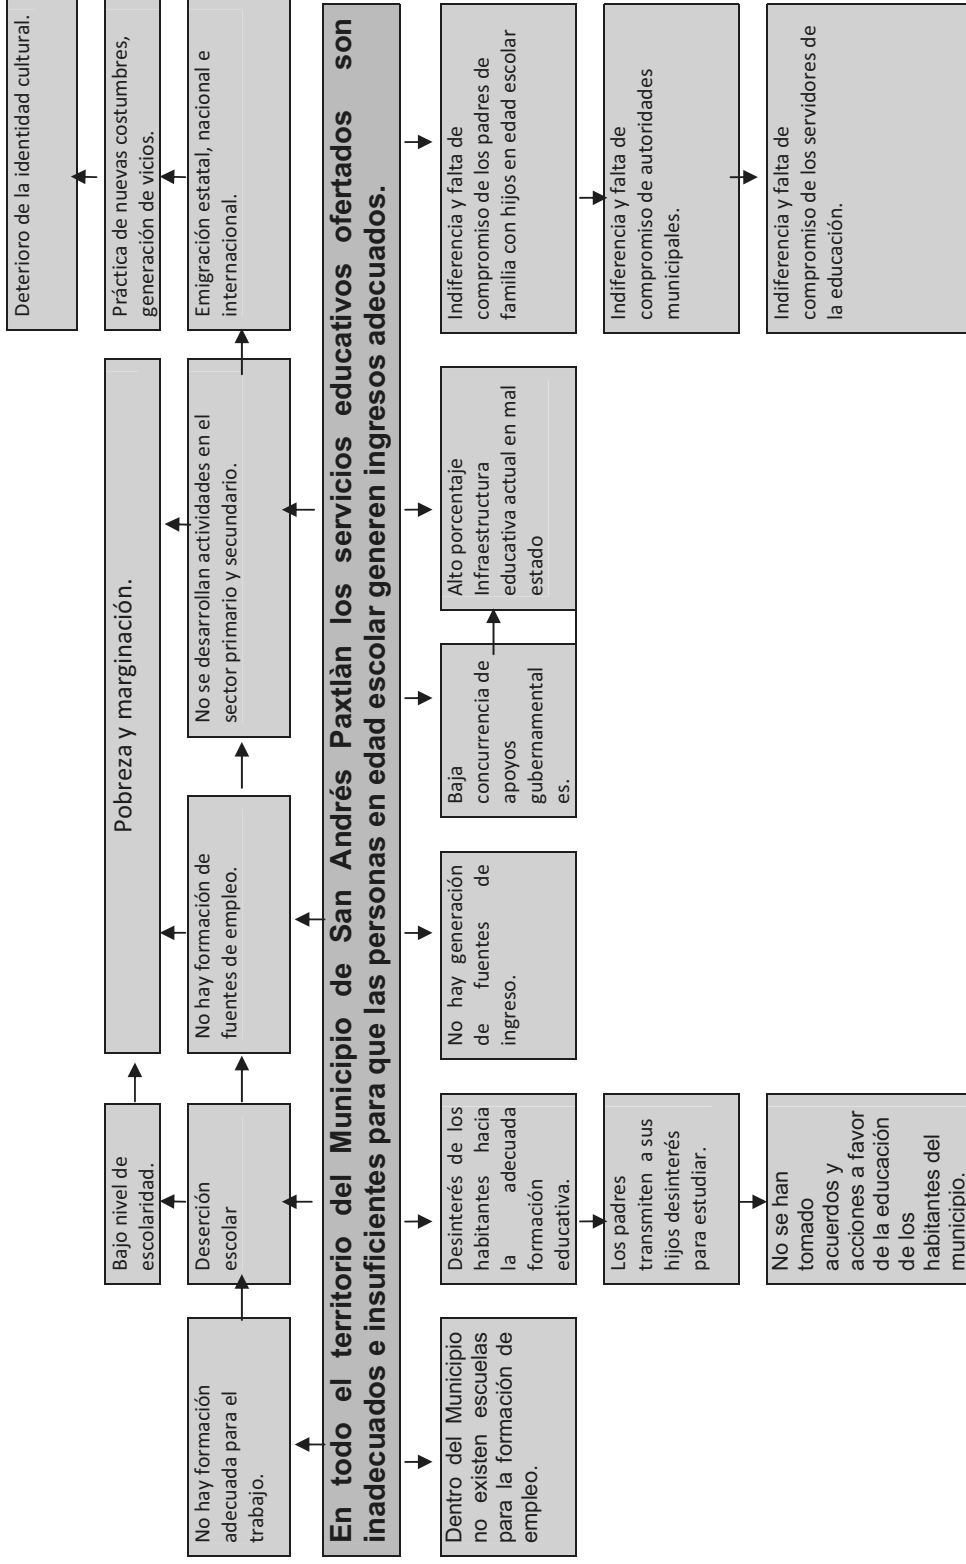 Deterioro de la identidad cultural.
Pobreza y marginación.
Bajo nivel de
escolaridad.
Práctica de nuevas costumbres,
generación de vicios.
No hay formación
adecuada para el
trabajo.
Deserción
escolar
No hay formación de
fuentes de empleo.
No se desarrollan actividades en el
sector primario y secundario.
Emigración estatal, nacional e
internacional.
En todo el territorio del Municipio de San Andrés Paxtlàn los servicios educativos ofertados son
inadecuados e insuficientes para que las personas en edad escolar generen ingresos adecuados.
Dentro del Municipio
no existen escuelas
para la formación de
empleo.
Desinterés de los
habitantes hacia
la adecuada
formación
educativa.
No hay generación
de fuentes de
ingreso.
Baja
concurrencia de
apoyos
gubernamental
es.
Alto porcentaje
Infraestructura
educativa actual en mal
estado
Indiferencia y falta de
compromiso de los padres de
familia con hijos en edad escolar
Los padres
transmiten a sus
hijos desinterés
para estudiar.
Indiferencia y falta de
compromiso de autoridades
municipales.
No se han
tomado
acuerdos y
acciones a favor
de la educación
de los
habitantes del
municipio.
Indiferencia y falta de
compromiso de los servidores de
la educación.